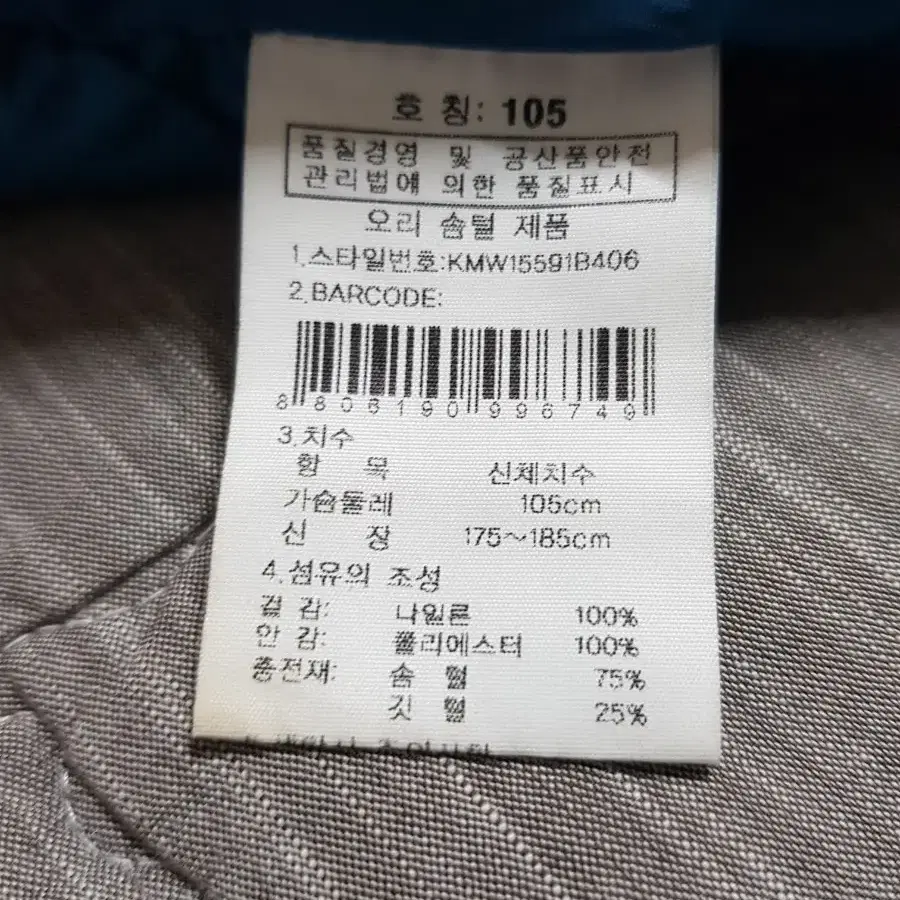 호 칭: 105
품질경영 및 공산품안전
관리법에 의한 품질표시
오리 솜털 제품
1.스타일번호:KMW15591B406
2.BARCODE:
8 806190 996749
3.치수
항 목 신체치수
가슴둘레 105cm
신 장 175~185cm
4.섬유의 조성
겉 감: 나일론 100%
안 감: 폴리에스터 100%
충전재: 솜 털 75%
깃 털 25%